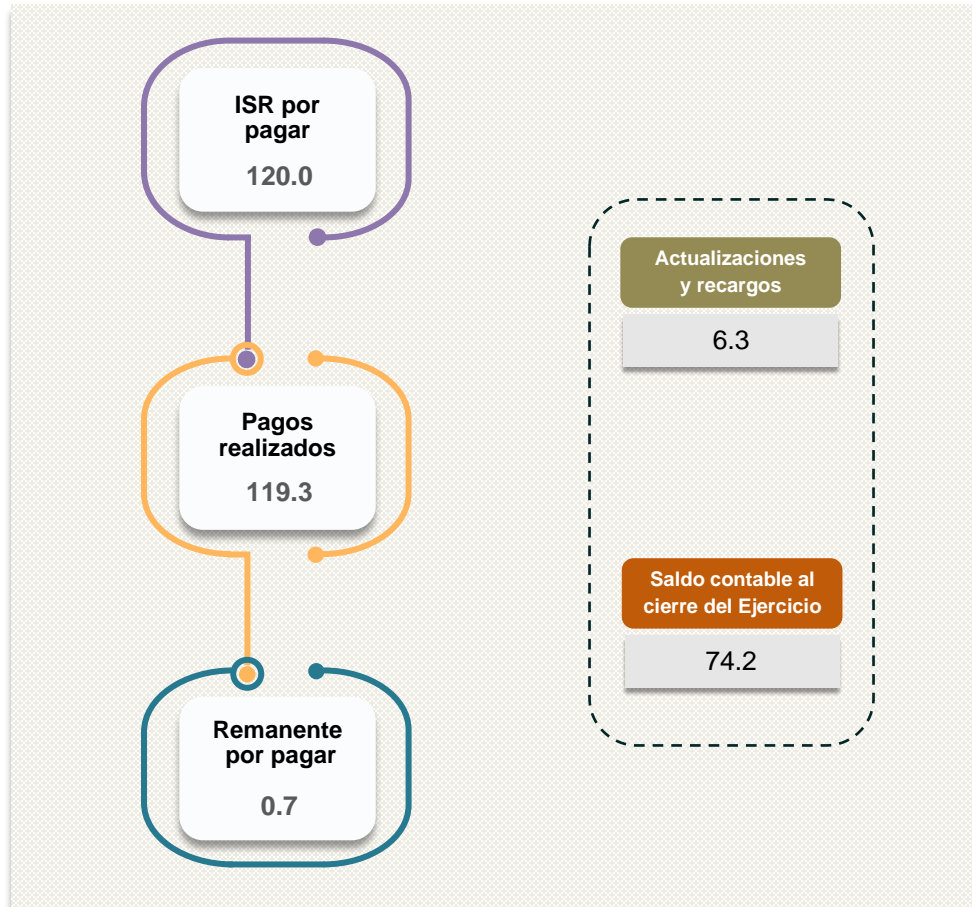 ISR por
pagar
120.0
Pagos
realizados
119.3
Remanente
por pagar
0.7
Actualizaciones
y recargos
6.3
Saldo contable al
cierre del Ejercicio
74.2